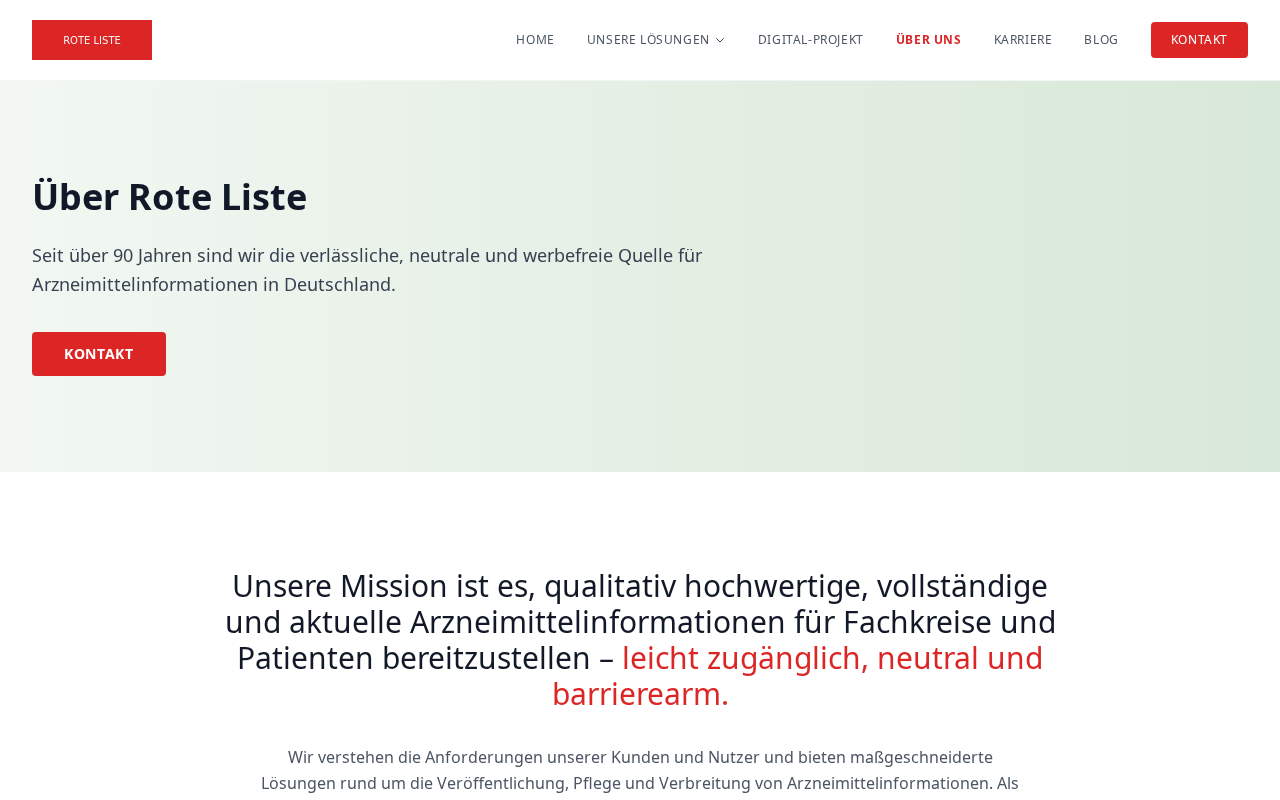 ROTE LISTE
HOME
UNSERE LÖSUNGEN
DIGITAL-PROJEKT
ÜBER UNS
KARRIERE
BLOG
KONTAKT
Über Rote Liste
Seit über 90 Jahren sind wir die verlässliche, neutrale und werbefreie Quelle für
Arzneimittelinformationen in Deutschland.
KONTAKT
Unsere Mission ist es, qualitativ hochwertige, vollständige
und aktuelle Arzneimittelinformationen für Fachkreise und
Patienten bereitzustellen – leicht zugänglich, neutral und
barrierearm.
Wir verstehen die Anforderungen unserer Kunden und Nutzer und bieten maßgeschneiderte
Lösungen rund um die Veröffentlichung, Pflege und Verbreitung von Arzneimittelinformationen. Als